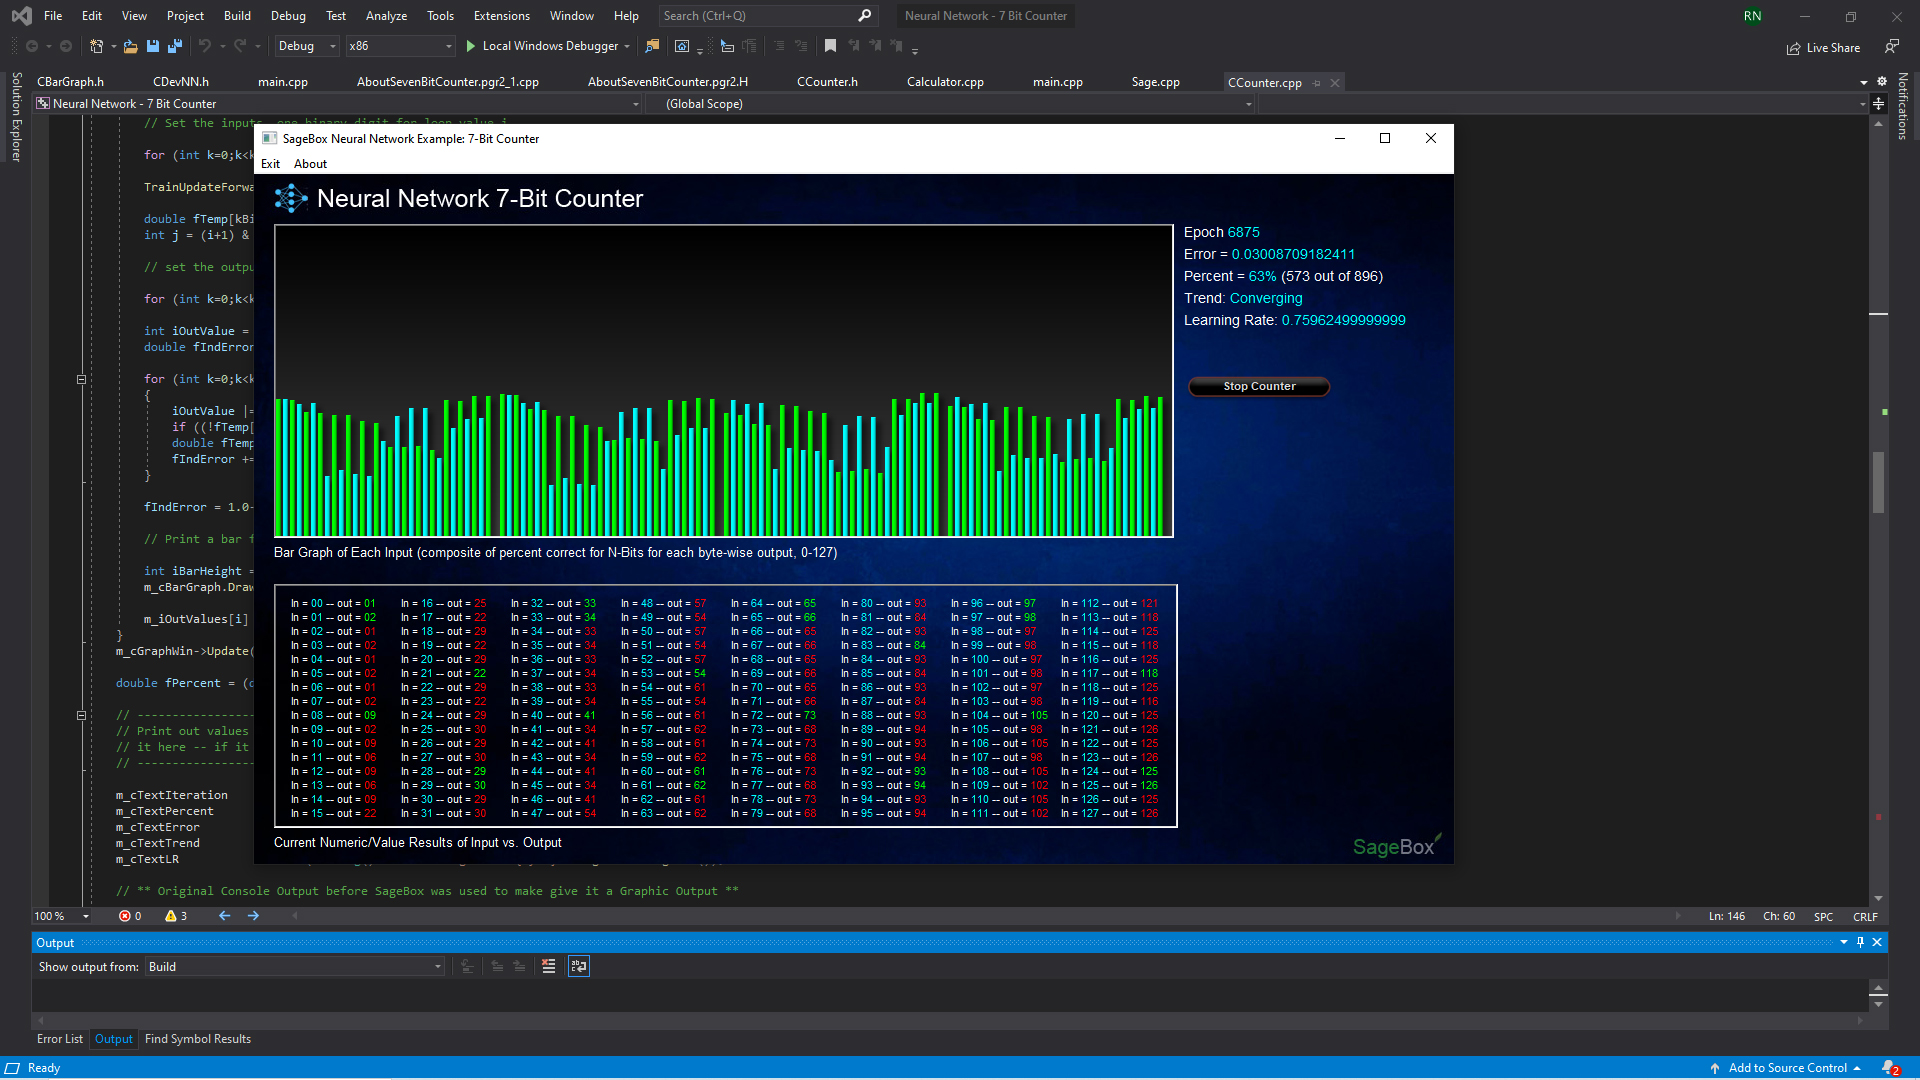 File Edit View Project Build Debug Test Analyze Tools Extensions Window Help Search (Ctrl+Q) Neural Network - 7 Bit Counter RN
Debug x86 Local Windows Debugger Live Share
CBarGraph.h CDevNN.h main.cpp AboutSevenBitCounter.pgr2_1.cpp AboutSevenBitCounter.pgr2.H CCounter.h Calculator.cpp main.cpp Sage.cpp CCounter.cpp
Neural Network - 7 Bit Counter (Global Scope)
Solution Explorer
Notifications
for (int k=0;k<k
TrainUpdateForwa
double fTemp[kBi
int j = (i+1) &
// set the outpu
for (int k=0;k<k
int iOutValue =
double fIndError
for (int k=0;k<k
{
iOutValue |=
if ((!fTemp[
double fTemp
fIndError +=
}
fIndError = 1.0-
// Print a bar f
int iBarHeight =
m_cBarGraph.Draw
m_iOutValues[i]
}
m_cGraphWin->Update(
double fPercent = (d
// --------------------
// Print out values
// it here -- if it
// --------------------
m_cTextIteration
m_cTextPercent
m_cTextError
m_cTextTrend
m_cTextLR
// ** Original Console Output before SageBox was used to make give it a Graphic Output **
SageBox Neural Network Example: 7-Bit Counter
Exit About
Neural Network 7-Bit Counter
Epoch 6875
Error = 0.03008709182411
Percent = 63% (573 out of 896)
Trend: Converging
Learning Rate: 0.75962499999999
Stop Counter
Bar Graph of Each Input (composite of percent correct for N-Bits for each byte-wise output, 0-127)
In = 00 -- out = 01 In = 16 -- out = 25 In = 32 -- out = 33 In = 48 -- out = 57 In = 64 -- out = 65 In = 80 -- out = 93 In = 96 -- out = 97 In = 112 -- out = 121
In = 01 -- out = 02 In = 17 -- out = 22 In = 33 -- out = 34 In = 49 -- out = 54 In = 65 -- out = 66 In = 81 -- out = 84 In = 97 -- out = 98 In = 113 -- out = 118
In = 02 -- out = 01 In = 18 -- out = 29 In = 34 -- out = 33 In = 50 -- out = 57 In = 66 -- out = 65 In = 82 -- out = 93 In = 98 -- out = 97 In = 114 -- out = 125
In = 03 -- out = 02 In = 19 -- out = 22 In = 35 -- out = 34 In = 51 -- out = 54 In = 67 -- out = 66 In = 83 -- out = 84 In = 99 -- out = 98 In = 115 -- out = 118
In = 04 -- out = 01 In = 20 -- out = 29 In = 36 -- out = 33 In = 52 -- out = 57 In = 68 -- out = 65 In = 84 -- out = 93 In = 100 -- out = 97 In = 116 -- out = 125
In = 05 -- out = 02 In = 21 -- out = 22 In = 37 -- out = 34 In = 53 -- out = 54 In = 69 -- out = 66 In = 85 -- out = 84 In = 101 -- out = 98 In = 117 -- out = 118
In = 06 -- out = 01 In = 22 -- out = 29 In = 38 -- out = 33 In = 54 -- out = 61 In = 70 -- out = 65 In = 86 -- out = 93 In = 102 -- out = 97 In = 118 -- out = 125
In = 07 -- out = 02 In = 23 -- out = 22 In = 39 -- out = 34 In = 55 -- out = 54 In = 71 -- out = 66 In = 87 -- out = 84 In = 103 -- out = 98 In = 119 -- out = 116
In = 08 -- out = 09 In = 24 -- out = 29 In = 40 -- out = 41 In = 56 -- out = 61 In = 72 -- out = 73 In = 88 -- out = 93 In = 104 -- out = 105 In = 120 -- out = 125
In = 09 -- out = 02 In = 25 -- out = 30 In = 41 -- out = 34 In = 57 -- out = 62 In = 73 -- out = 68 In = 89 -- out = 94 In = 105 -- out = 98 In = 121 -- out = 126
In = 10 -- out = 09 In = 26 -- out = 29 In = 42 -- out = 41 In = 58 -- out = 61 In = 74 -- out = 73 In = 90 -- out = 93 In = 106 -- out = 105 In = 122 -- out = 125
In = 11 -- out = 06 In = 27 -- out = 30 In = 43 -- out = 34 In = 59 -- out = 62 In = 75 -- out = 68 In = 91 -- out = 94 In = 107 -- out = 98 In = 123 -- out = 126
In = 12 -- out = 09 In = 28 -- out = 29 In = 44 -- out = 41 In = 60 -- out = 61 In = 76 -- out = 73 In = 92 -- out = 93 In = 108 -- out = 105 In = 124 -- out = 125
In = 13 -- out = 06 In = 29 -- out = 30 In = 45 -- out = 34 In = 61 -- out = 62 In = 77 -- out = 68 In = 93 -- out = 94 In = 109 -- out = 102 In = 125 -- out = 126
In = 14 -- out = 09 In = 30 -- out = 29 In = 46 -- out = 41 In = 62 -- out = 61 In = 78 -- out = 73 In = 94 -- out = 93 In = 110 -- out = 105 In = 126 -- out = 125
In = 15 -- out = 22 In = 31 -- out = 30 In = 47 -- out = 54 In = 63 -- out = 62 In = 79 -- out = 68 In = 95 -- out = 94 In = 111 -- out = 102 In = 127 -- out = 126
Current Numeric/Value Results of Input vs. Output
SageBox
100 % 0 3 Ln: 146 Ch: 60 SPC CRLF
Output
Show output from: Build
Error List Output Find Symbol Results
Ready Add to Source Control 2